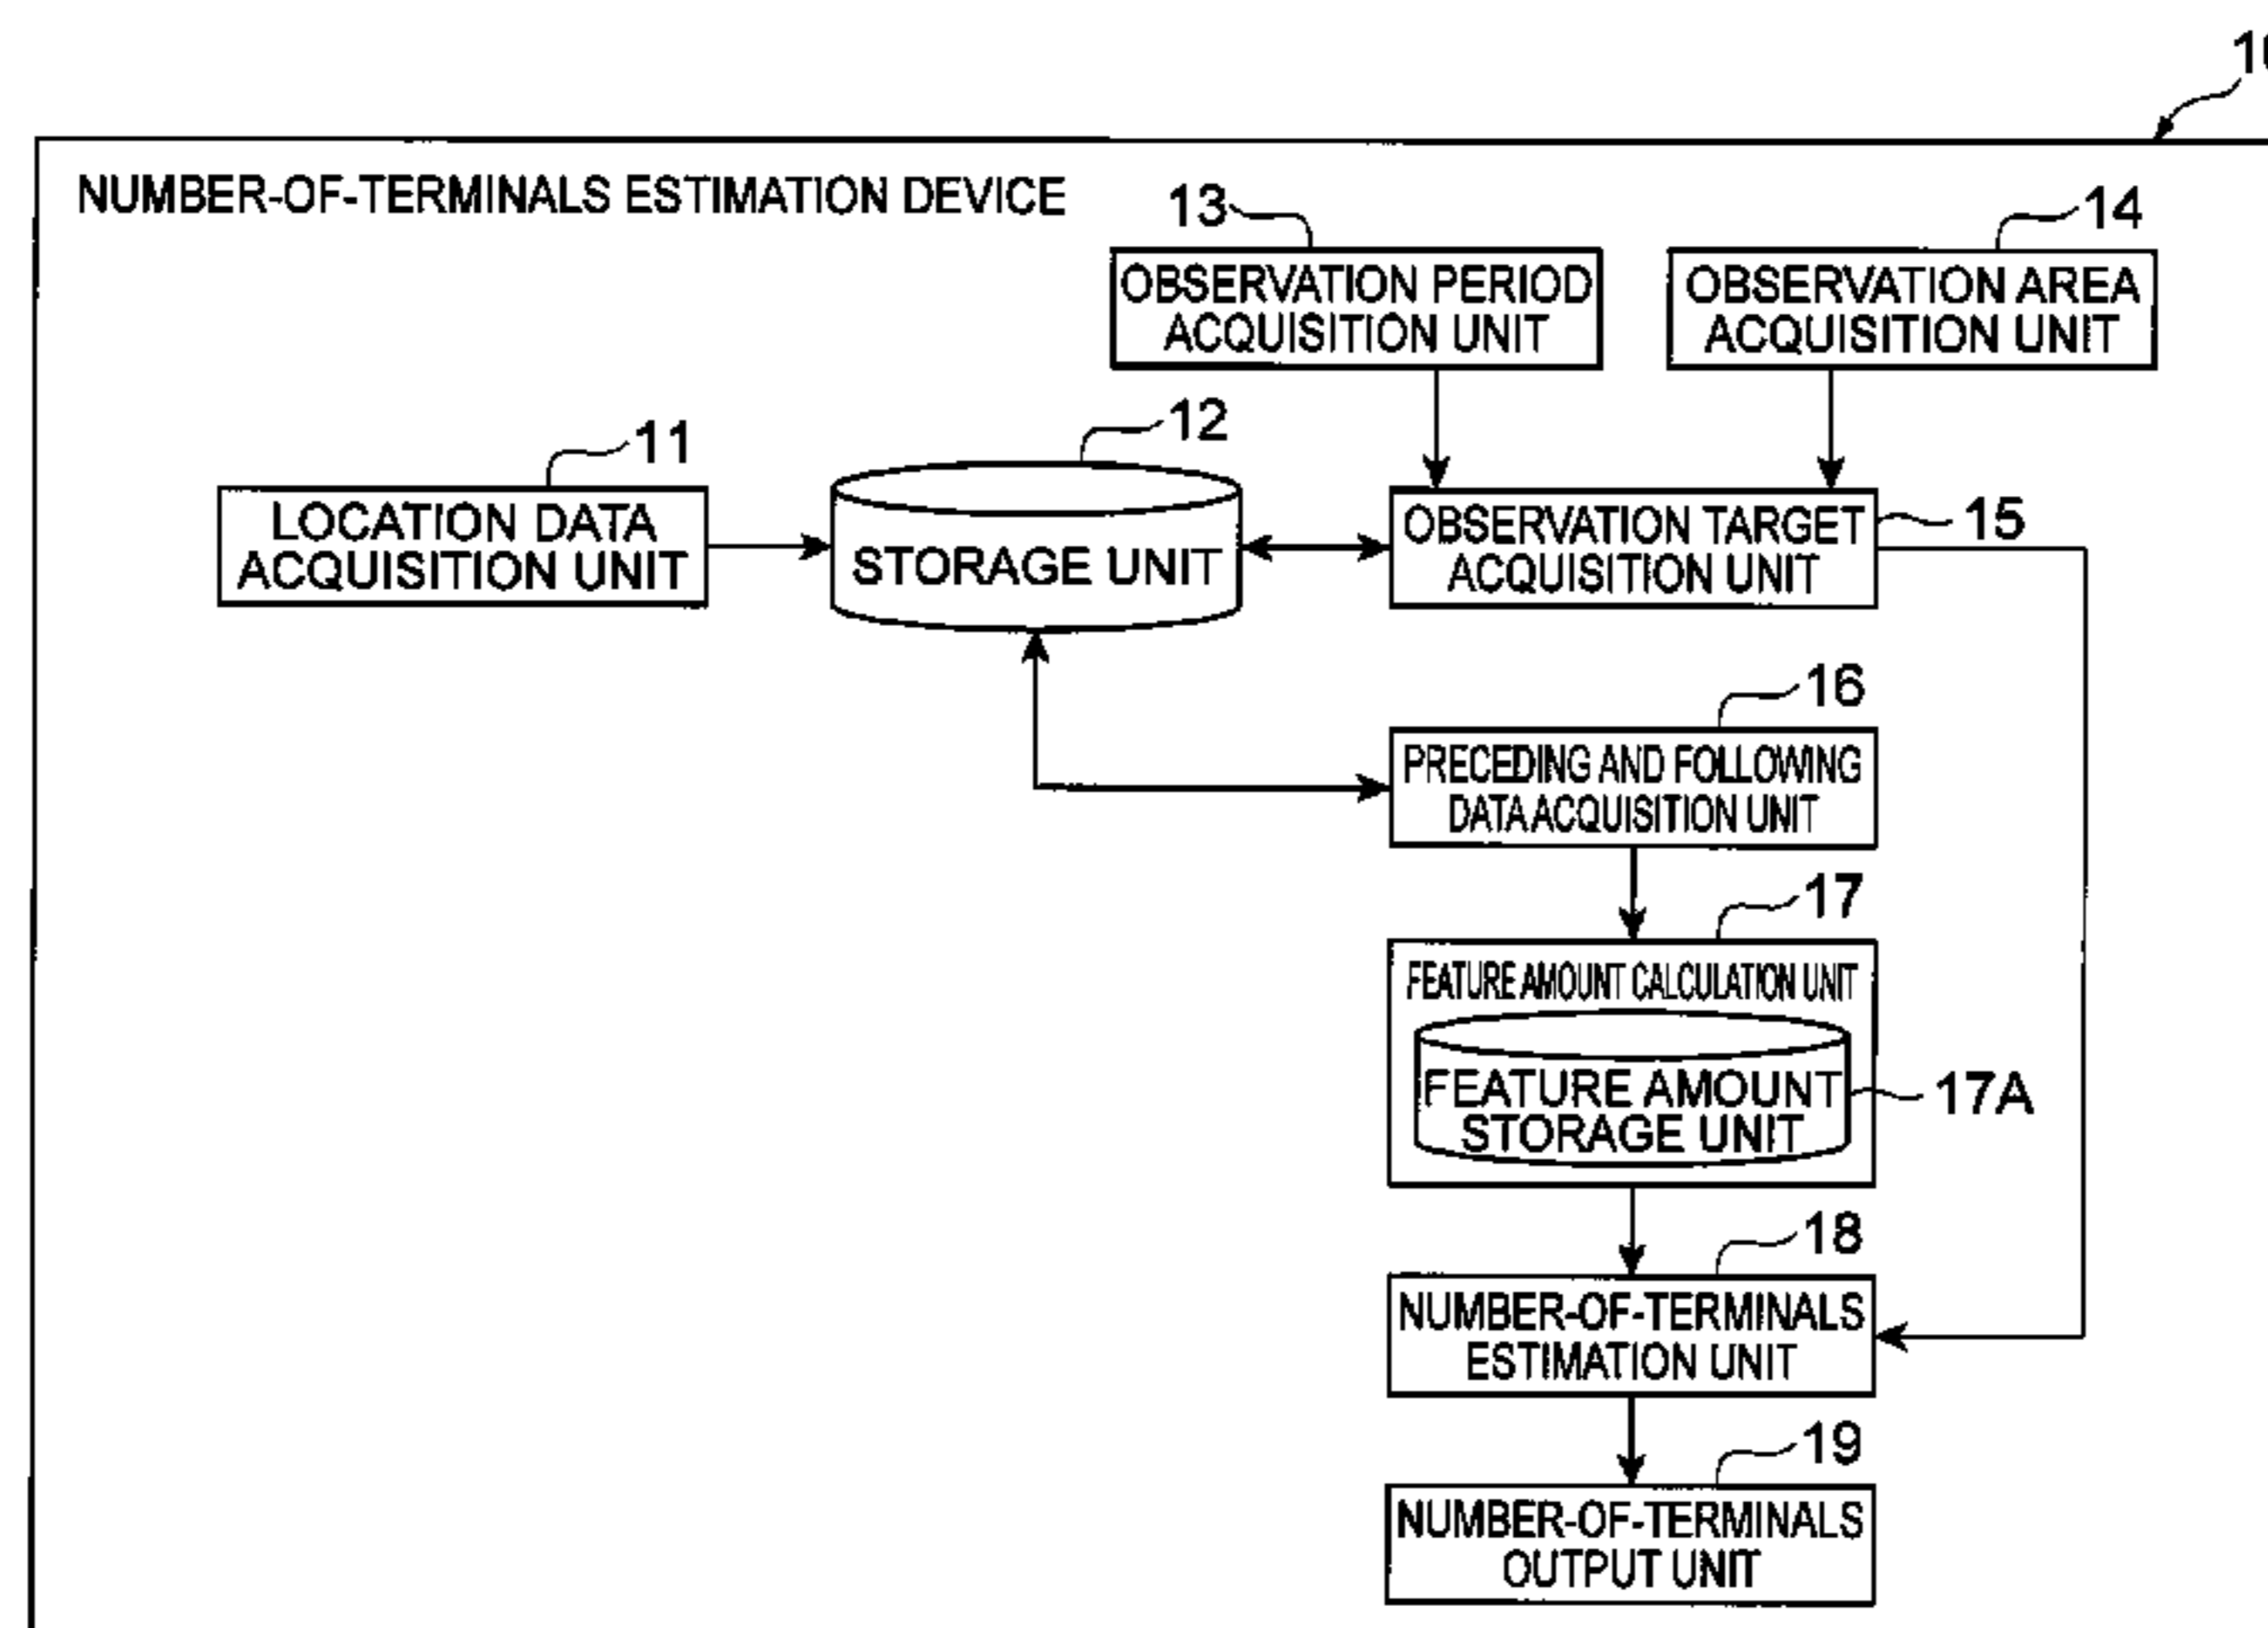 NUMBER-OF-TERMINALS ESTIMATION DEVICE
13
14
OBSERVATION PERIOD
ACQUISITION UNIT
OBSERVATION AREA
ACQUISITION UNIT
11
12
LOCATION DATA
ACQUISITION UNIT
STORAGE UNIT
OBSERVATION TARGET
ACQUISITION UNIT
15
16
PRECEDING AND FOLLOWING
DATA ACQUISITION UNIT
17
FEATURE AMOUNT CALCULATION UNIT
FEATURE AMOUNT
STORAGE UNIT
17A
18
NUMBER-OF-TERMINALS
ESTIMATION UNIT
19
NUMBER-OF-TERMINALS
OUTPUT UNIT